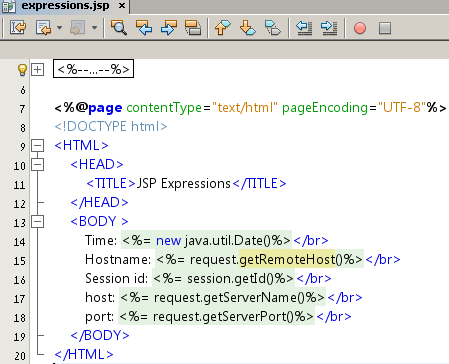 expressions.jsp ×
<%--...--%>
6
7 <%@page contentType="text/html" pageEncoding="UTF-8"%>
8 <!DOCTYPE html>
9 <HTML>
10 <HEAD>
11 <TITLE>JSP Expressions</TITLE>
12 </HEAD>
13 <BODY >
14 Time: <%= new java.util.Date()%></br>
15 Hostname: <%= request.getRemoteHost()%></br>
16 Session id: <%= session.getId()%></br>
17 host: <%= request.getServerName()%></br>
18 port: <%= request.getServerPort()%></br>
19 </BODY>
20 </HTML>